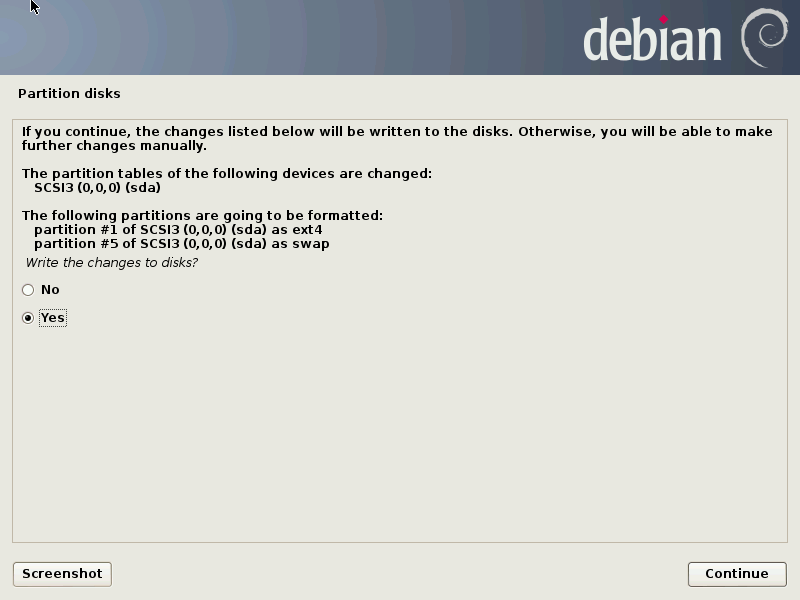 debian
Partition disks
If you continue, the changes listed below will be written to the disks. Otherwise, you will be able to make
further changes manually.
The partition tables of the following devices are changed:
SCSI3 (0,0,0) (sda)
The following partitions are going to be formatted:
partition #1 of SCSI3 (0,0,0) (sda) as ext4
partition #5 of SCSI3 (0,0,0) (sda) as swap
Write the changes to disks?
No
Yes
Screenshot
Continue